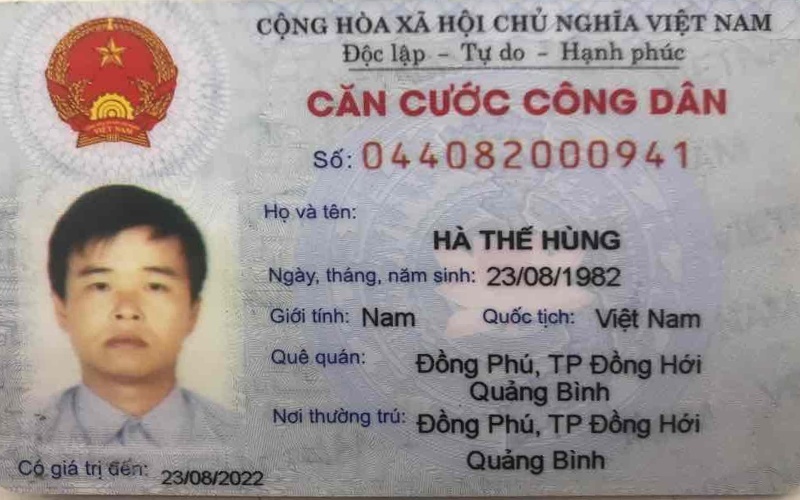 CỘNG HÒA XÃ HỘI CHỦ NGHĨA VIỆT NAM
Độc lập – Tự do – Hạnh phúc
CĂN CƯỚC CÔNG DÂN
Số: 044082000941
Họ và tên:
HÀ THẾ HÙNG
Ngày, tháng, năm sinh: 23/08/1982
Giới tính: Nam Quốc tịch: Việt Nam
Quê quán: Đồng Phú, TP Đồng Hới
Quảng Bình
Nơi thường trú: Đồng Phú, TP Đồng Hới
Quảng Bình
Có giá trị đến: 23/08/2022
VIỆT NAM